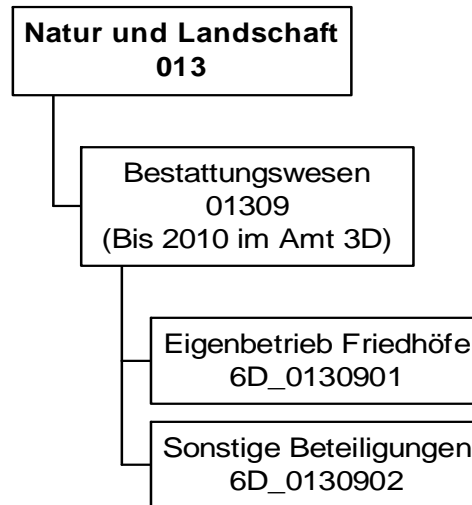 Natur und Landschaft
013
Bestattungswesen
01309
(Bis 2010 im Amt 3D)
Eigenbetrieb Friedhöfe
6D_0130901
Sonstige Beteiligungen
6D_0130902